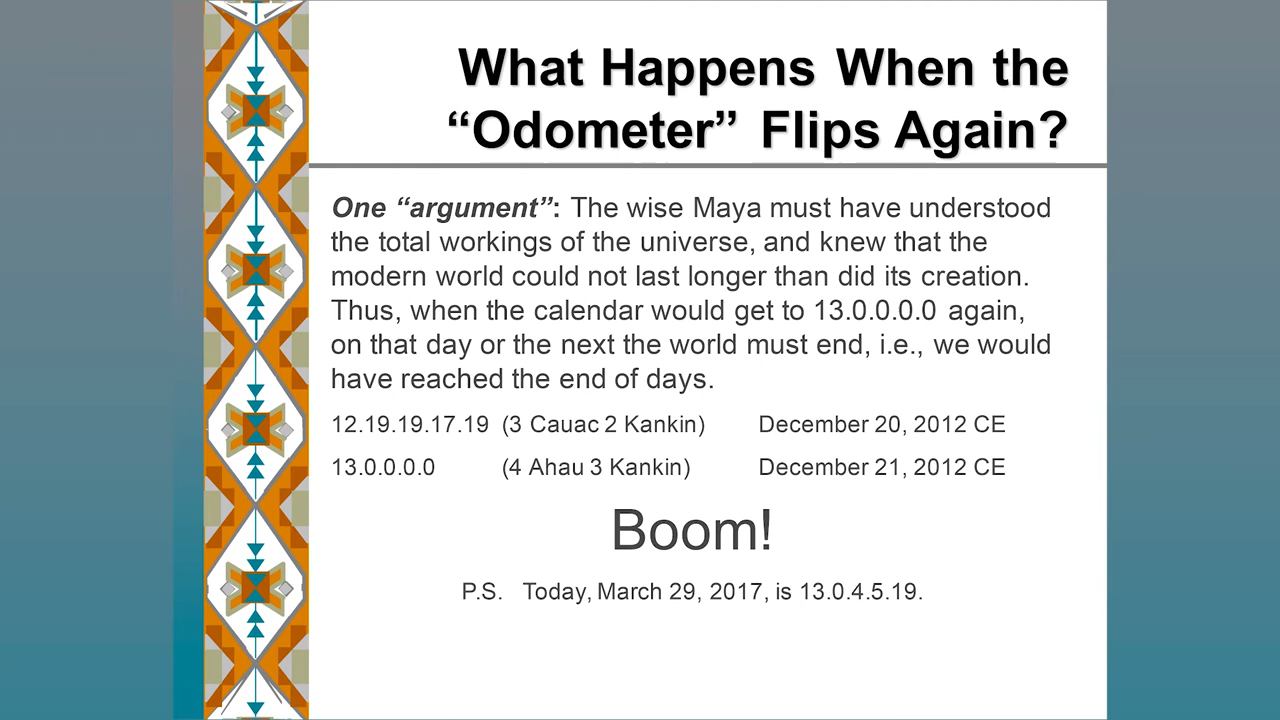 What Happens When the
“Odometer” Flips Again?
One “argument”: The wise Maya must have understood
the total workings of the universe, and knew that the
modern world could not last longer than did its creation.
Thus, when the calendar would get to 13.0.0.0.0 again,
on that day or the next the world must end, i.e., we would
have reached the end of days.
12.19.19.17.19 (3 Cauac 2 Kankin) December 20, 2012 CE
13.0.0.0.0 (4 Ahau 3 Kankin) December 21, 2012 CE
Boom!
P.S. Today, March 29, 2017, is 13.0.4.5.19.